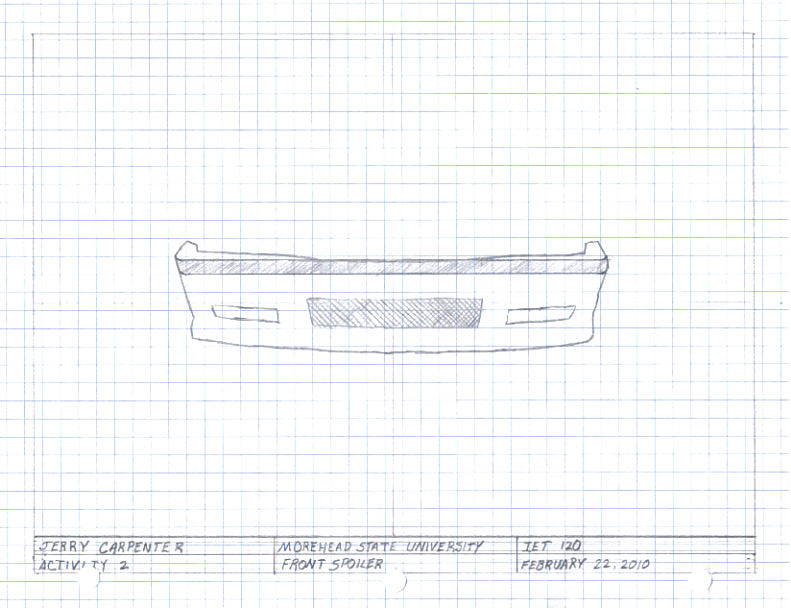 JERRY CARPENTER
MOREHEAD STATE UNIVERSITY
IET 120
ACTIVITY 2
FRONT SPOILER
FEBRUARY 22, 2010